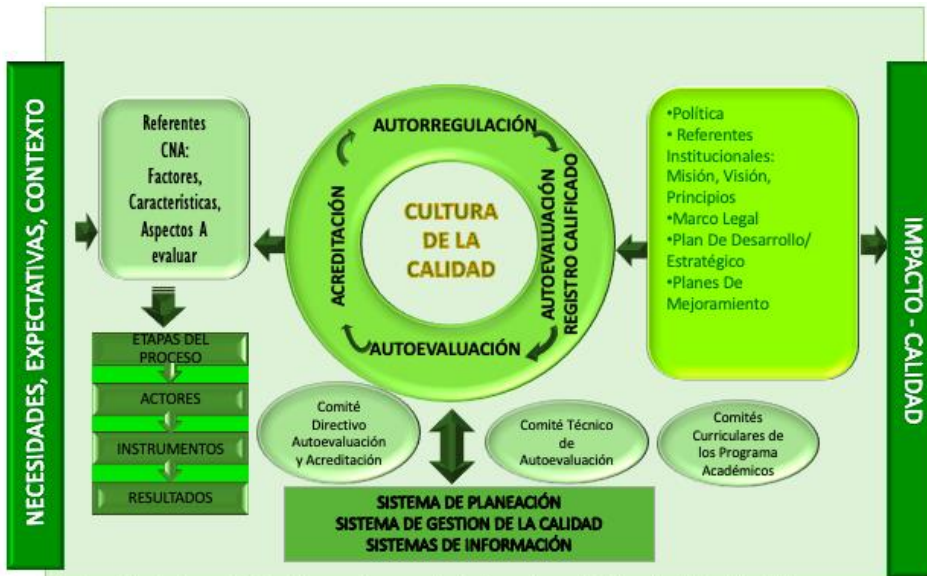 NECESIDADES, EXPECTATIVAS, CONTEXTO
Referentes
CNA:
Factores,
Características,
Aspectos A
evaluar
ETAPAS DEL
PROCESO
ACTORES
INSTRUMENTOS
RESULTADOS
AUTORREGULACIÓN
AUTOEVALUACIÓN
REGISTRO CALIFICADO
AUTOEVALUACIÓN
ACREDITACIÓN
CULTURA
DE LA
CALIDAD
•Política
• Referentes
Institucionales:
Misión, Visión,
Principios
•Marco Legal
•Plan De Desarrollo/
Estratégico
•Planes De
Mejoramiento
Comité
Directivo
Autoevaluación
y Acreditación
Comité Técnico
de
Autoevaluación
Comités
Curriculares de
los Programa
Académicos
SISTEMA DE PLANEACIÓN
SISTEMA DE GESTION DE LA CALIDAD
SISTEMAS DE INFORMACIÓN
IMPACTO - CALIDAD